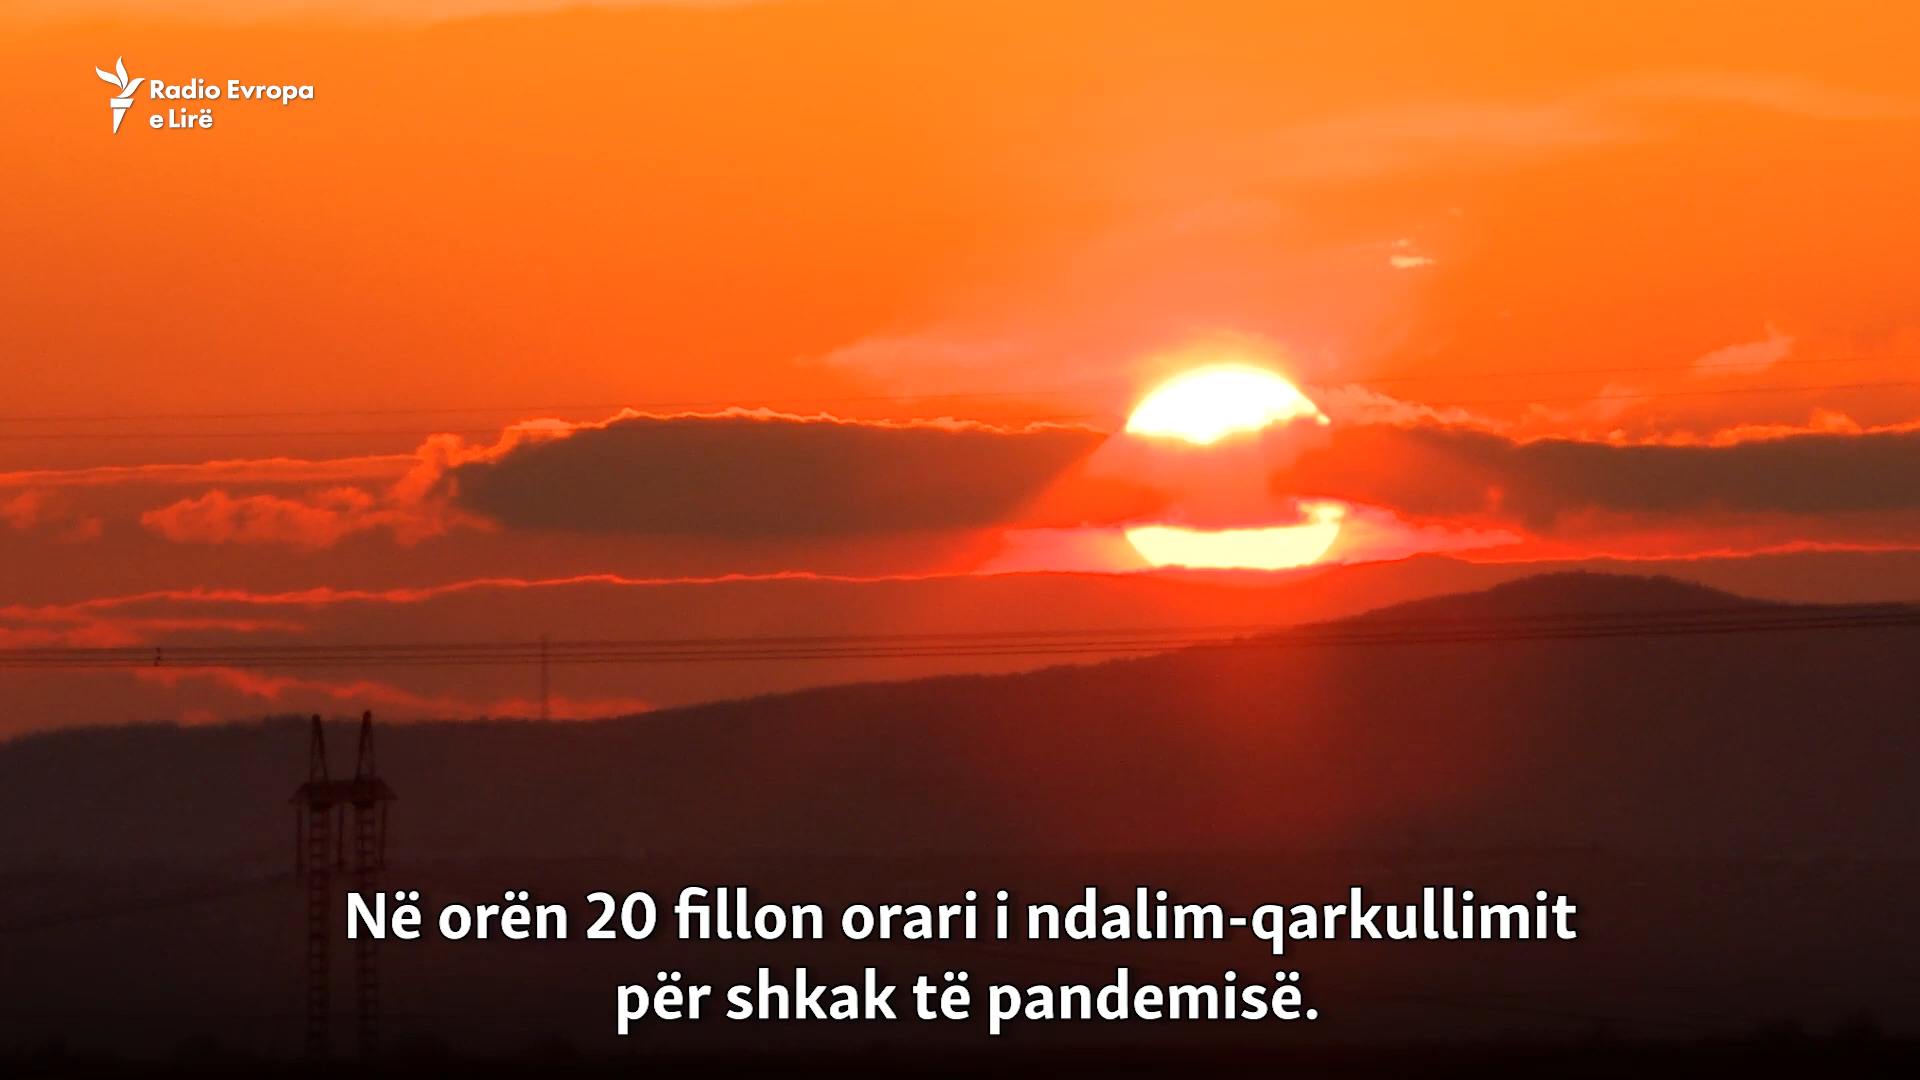 Radio Evropa
e Lirë
Në orën 20 fillon orari i ndalim-qarkullimit
për shkak të pandemisë.